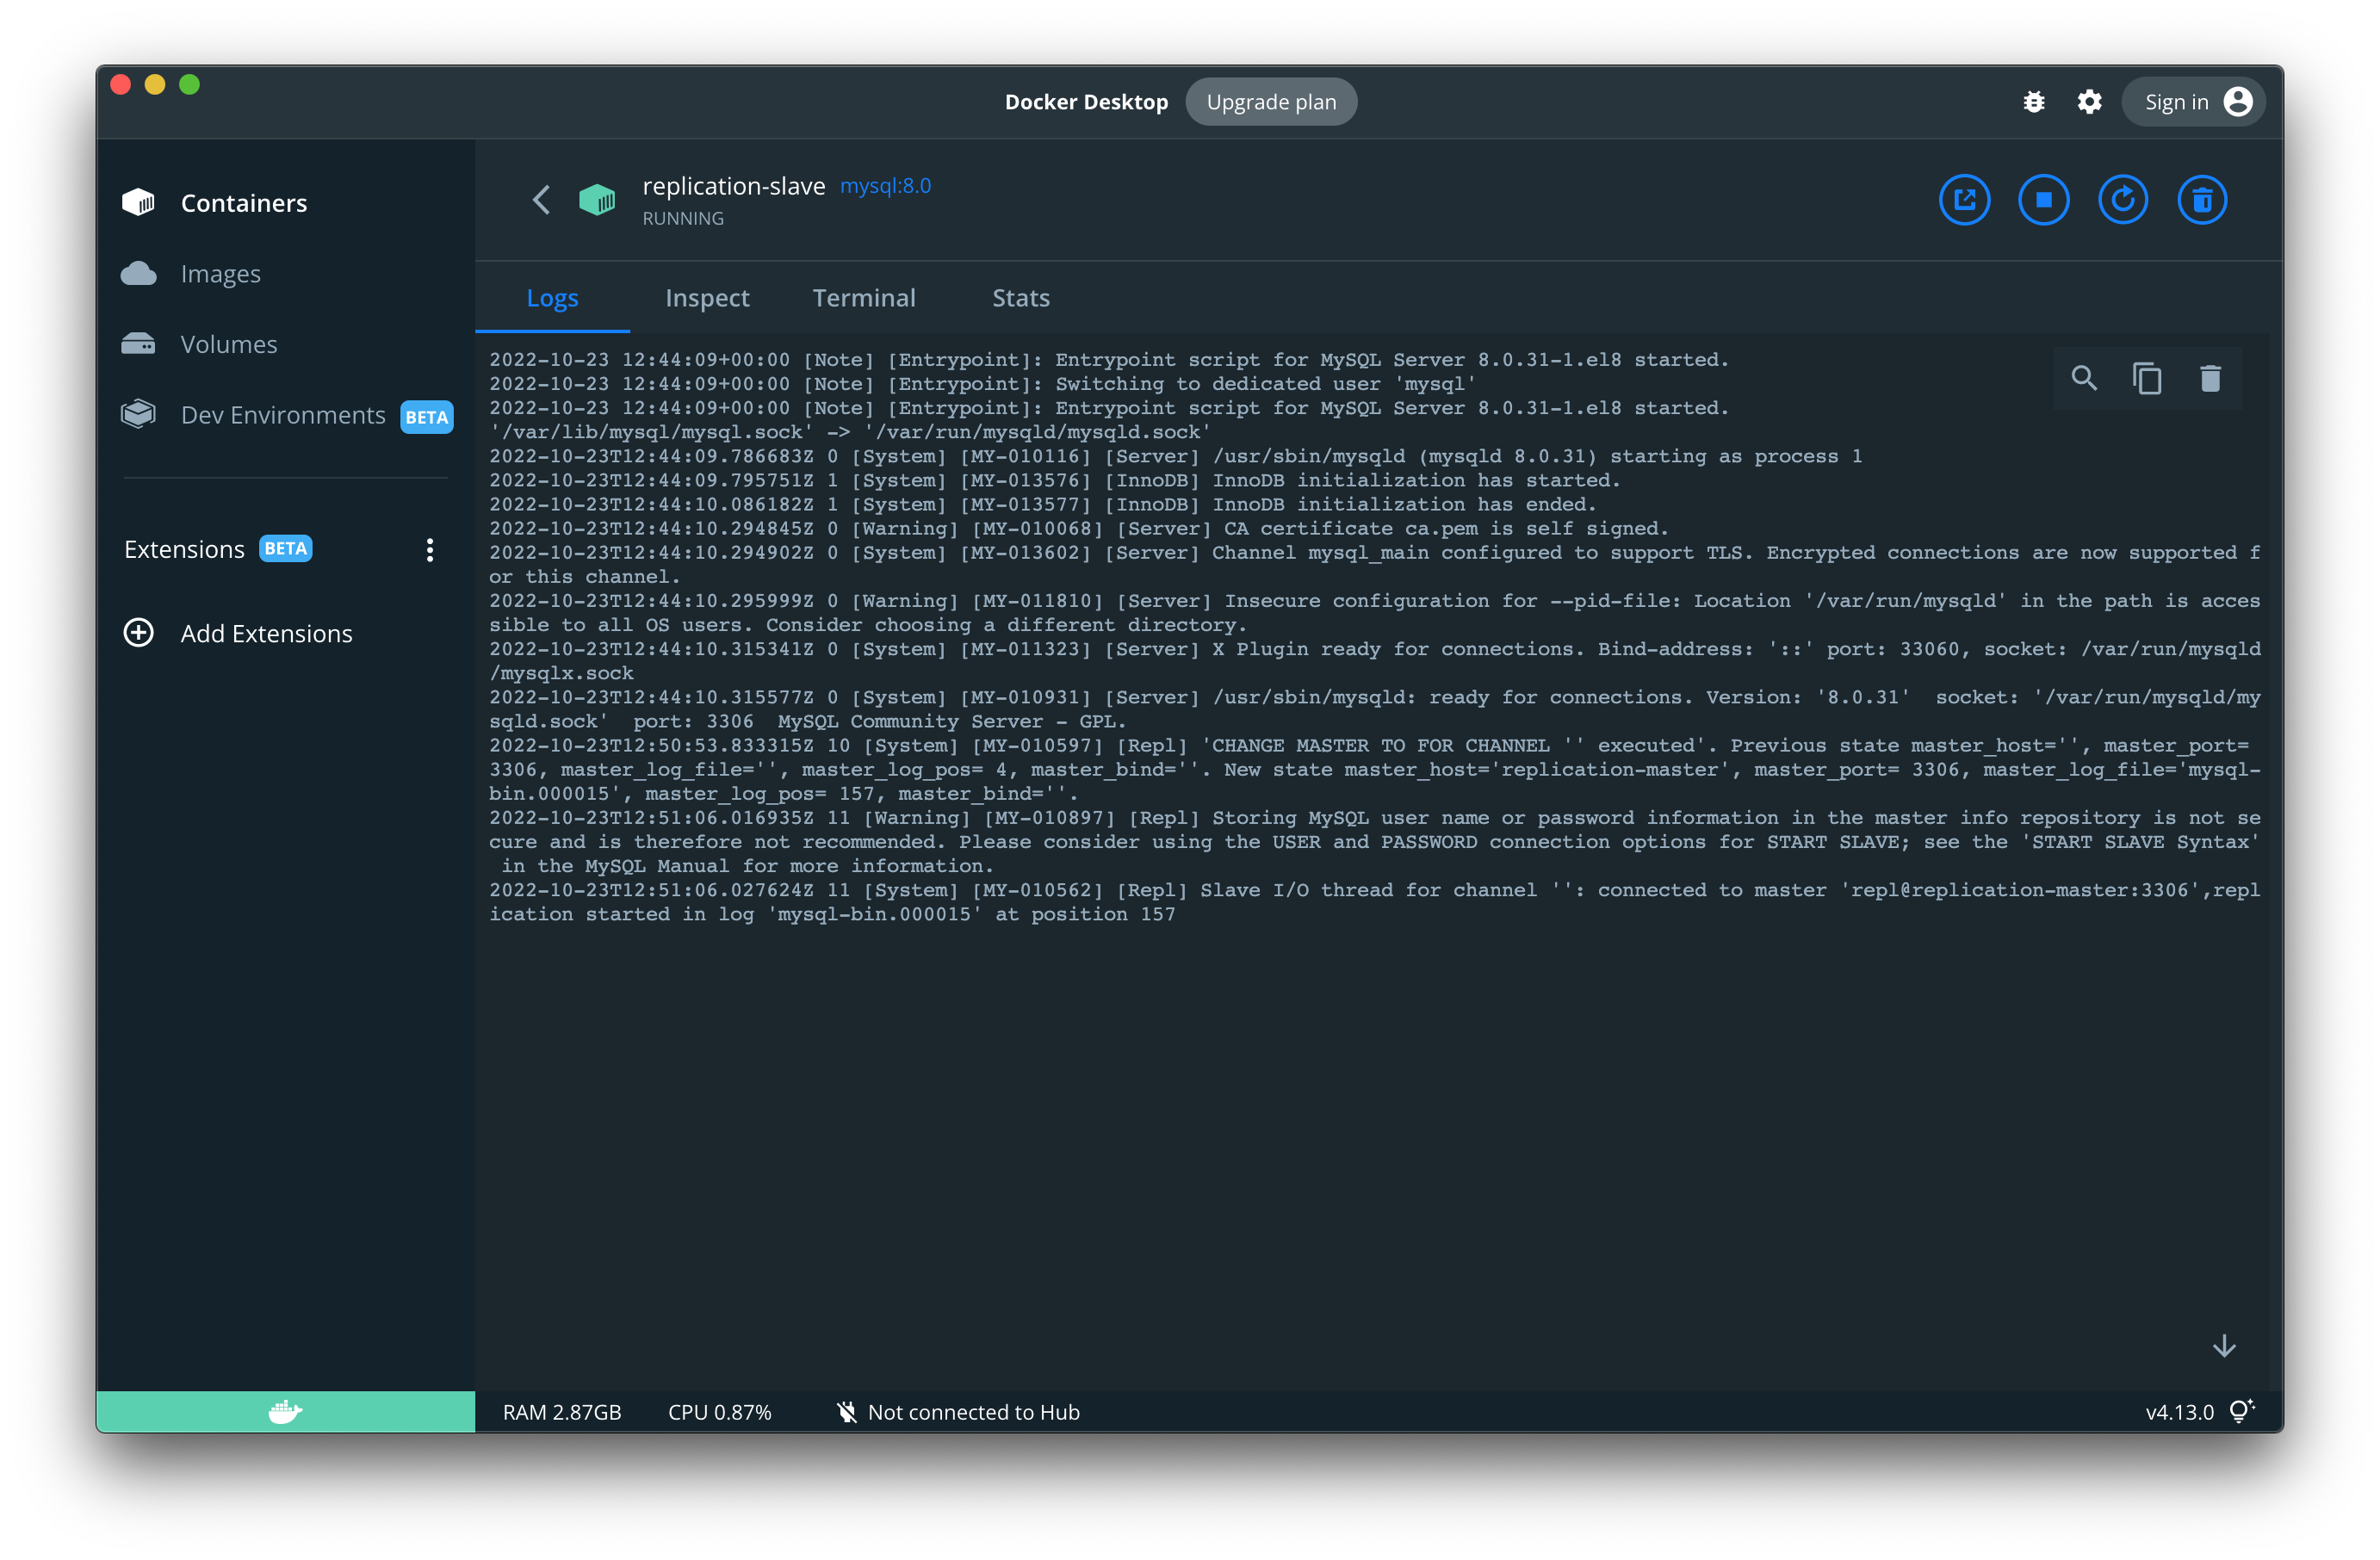 Docker Desktop Upgrade plan
Sign in
Containers
Images
Volumes
Dev Environments BETA
Extensions BETA
Add Extensions
replication-slave mysql:8.0
RUNNING
Logs Inspect Terminal Stats
2022-10-23 12:44:09+00:00 [Note] [Entrypoint]: Entrypoint script for MySQL Server 8.0.31-1.el8 started.
2022-10-23 12:44:09+00:00 [Note] [Entrypoint]: Switching to dedicated user 'mysql'
2022-10-23 12:44:09+00:00 [Note] [Entrypoint]: Entrypoint script for MySQL Server 8.0.31-1.el8 started.
'/var/lib/mysql/mysql.sock' -> '/var/run/mysqld/mysqld.sock'
2022-10-23T12:44:09.786683Z 0 [System] [MY-010116] [Server] /usr/sbin/mysqld (mysqld 8.0.31) starting as process 1
2022-10-23T12:44:09.795751Z 1 [System] [MY-013576] [InnoDB] InnoDB initialization has started.
2022-10-23T12:44:10.086182Z 1 [System] [MY-013577] [InnoDB] InnoDB initialization has ended.
2022-10-23T12:44:10.294845Z 0 [Warning] [MY-010068] [Server] CA certificate ca.pem is self signed.
2022-10-23T12:44:10.294902Z 0 [System] [MY-013602] [Server] Channel mysql_main configured to support TLS. Encrypted connections are now supported f
or this channel.
2022-10-23T12:44:10.295999Z 0 [Warning] [MY-011810] [Server] Insecure configuration for --pid-file: Location '/var/run/mysqld' in the path is acces
sible to all OS users. Consider choosing a different directory.
2022-10-23T12:44:10.315341Z 0 [System] [MY-011323] [Server] X Plugin ready for connections. Bind-address: '::' port: 33060, socket: /var/run/mysqld
/mysqlx.sock
2022-10-23T12:44:10.315577Z 0 [System] [MY-010931] [Server] /usr/sbin/mysqld: ready for connections. Version: '8.0.31'  socket: '/var/run/mysqld/my
sqld.sock'  port: 3306  MySQL Community Server - GPL.
2022-10-23T12:50:53.833315Z 10 [System] [MY-010597] [Repl] 'CHANGE MASTER TO FOR CHANNEL '' executed'. Previous state master_host='', master_port=
3306, master_log_file='', master_log_pos= 4, master_bind=''. New state master_host='replication-master', master_port= 3306, master_log_file='mysql-
bin.000015', master_log_pos= 157, master_bind=''.
2022-10-23T12:51:06.016935Z 11 [Warning] [MY-010897] [Repl] Storing MySQL user name or password information in the master info repository is not se
cure and is therefore not recommended. Please consider using the USER and PASSWORD connection options for START SLAVE; see the 'START SLAVE Syntax'
 in the MySQL Manual for more information.
2022-10-23T12:51:06.027624Z 11 [System] [MY-010562] [Repl] Slave I/O thread for channel '': connected to master 'repl@replication-master:3306',repl
ication started in log 'mysql-bin.000015' at position 157
RAM 2.87GB CPU 0.87% Not connected to Hub
v4.13.0